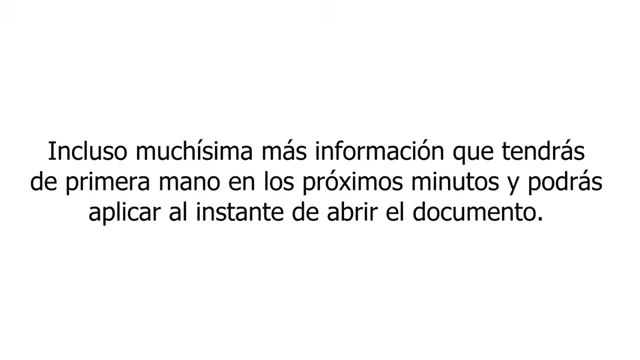 Incluso muchísima más información que tendrás
de primera mano en los próximos minutos y podrás
aplicar al instante de abrir el documento.